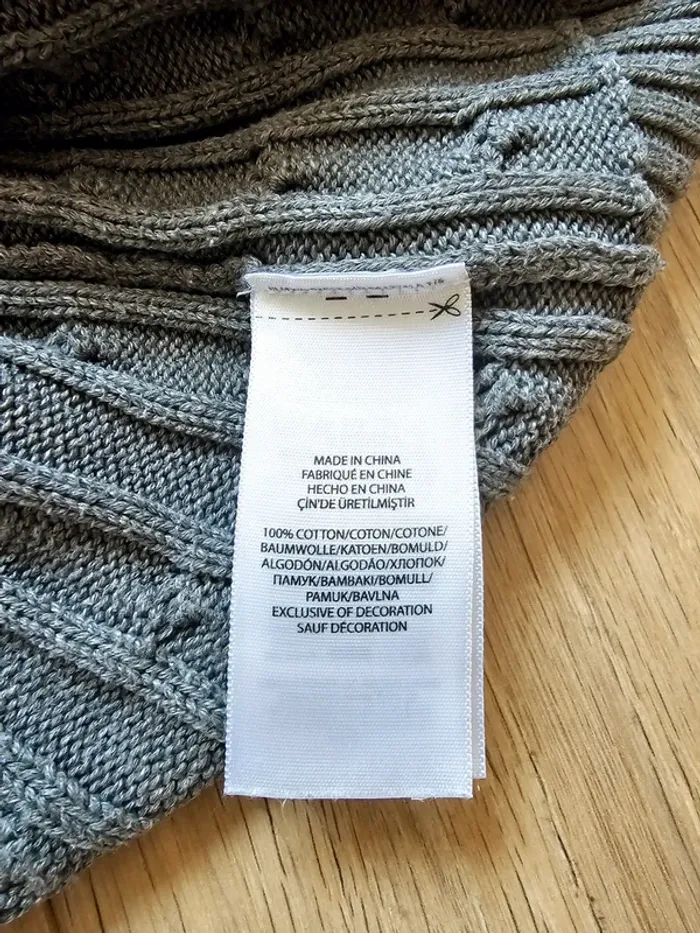 MADE IN CHINA
FABRIQUÉ EN CHINE
HECHO EN CHINA
ÇİN'DE ÜRETİLMİŞTİR
100% COTTON/COTON/COTONE/
BAUMWOLLE/KATOEN/BOMULD/
ALGODÓN/ALGODÃO/ХЛОПОК/
ПАМУК/ΒΑΜΒΑΚΙ/BOMULL/
PAMUK/BAVLNA
EXCLUSIVE OF DECORATION
SAUF DÉCORATION